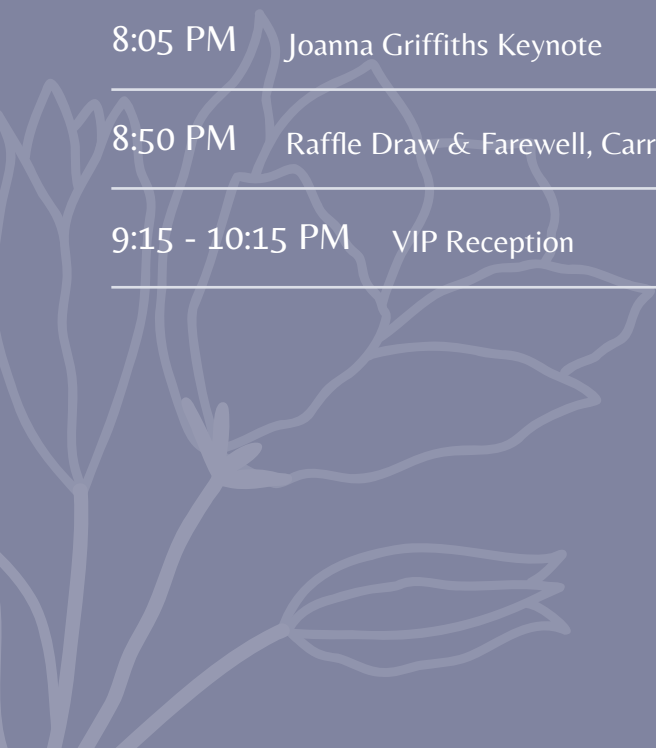 8:05 PM Joanna Griffiths Keynote
8:50 PM Raffle Draw & Farewell,
9:15 - 10:15 PM VIP Reception